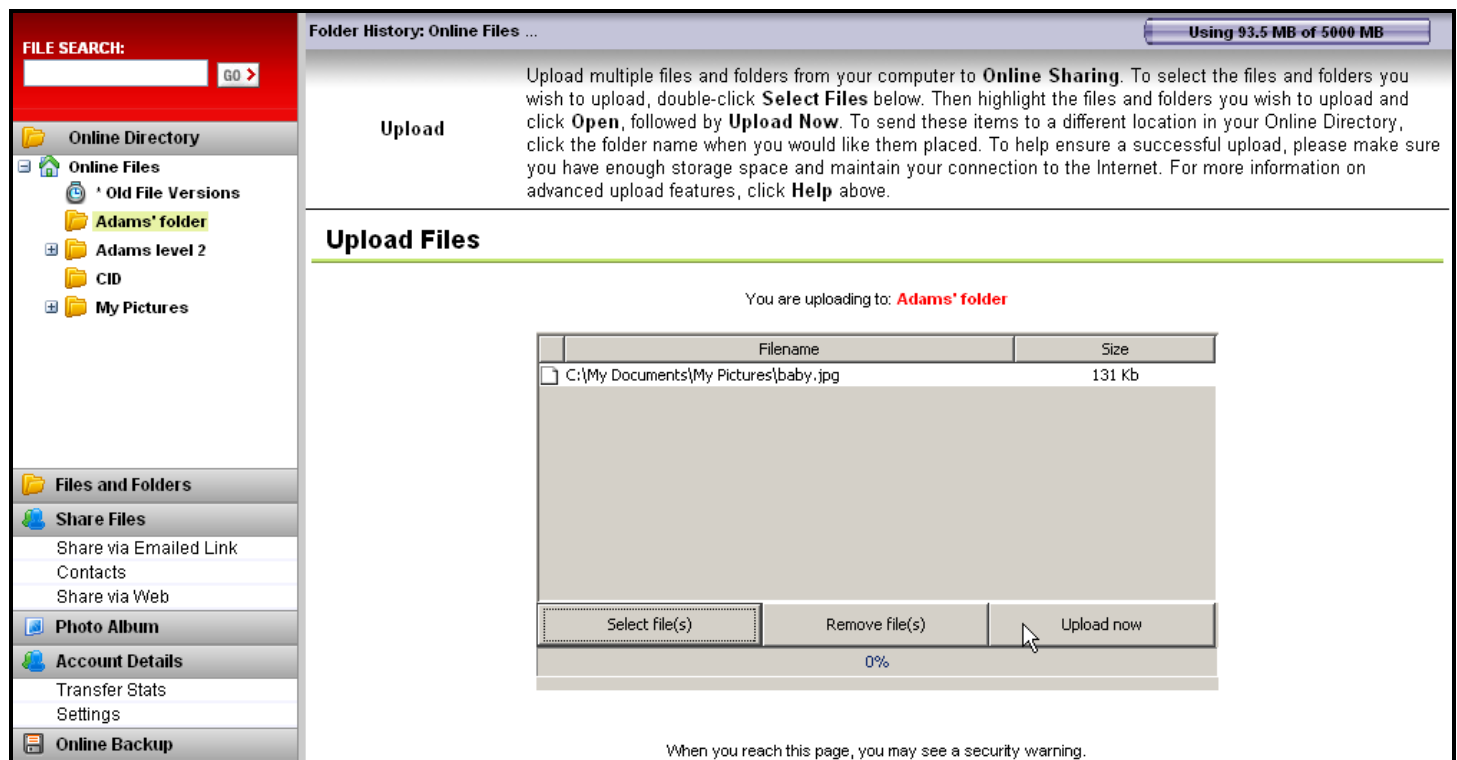 FILE SEARCH:
GO
Online Directory
Online Files
* Old File Versions
Adams' folder
Adams level 2
CID
My Pictures
Files and Folders
Share Files
Share via Emailed Link
Contacts
Share via Web
Photo Album
Account Details
Transfer Stats
Settings
Online Backup
Folder History: Online Files ...
Using 93.5 MB of 5000 MB
Upload
Upload multiple files and folders from your computer to Online Sharing. To select the files and folders you
wish to upload, double-click Select Files below. Then highlight the files and folders you wish to upload and
click Open, followed by Upload Now. To send these items to a different location in your Online Directory,
click the folder name when you would like them placed. To help ensure a successful upload, please make sure
you have enough storage space and maintain your connection to the Internet. For more information on
advanced upload features, click Help above.
Upload Files
You are uploading to: Adams' folder
Filename Size
C:\My Documents\My Pictures\baby.jpg 131 Kb
Select file(s) Remove file(s) Upload now
0%
When you reach this page, you may see a security warning.